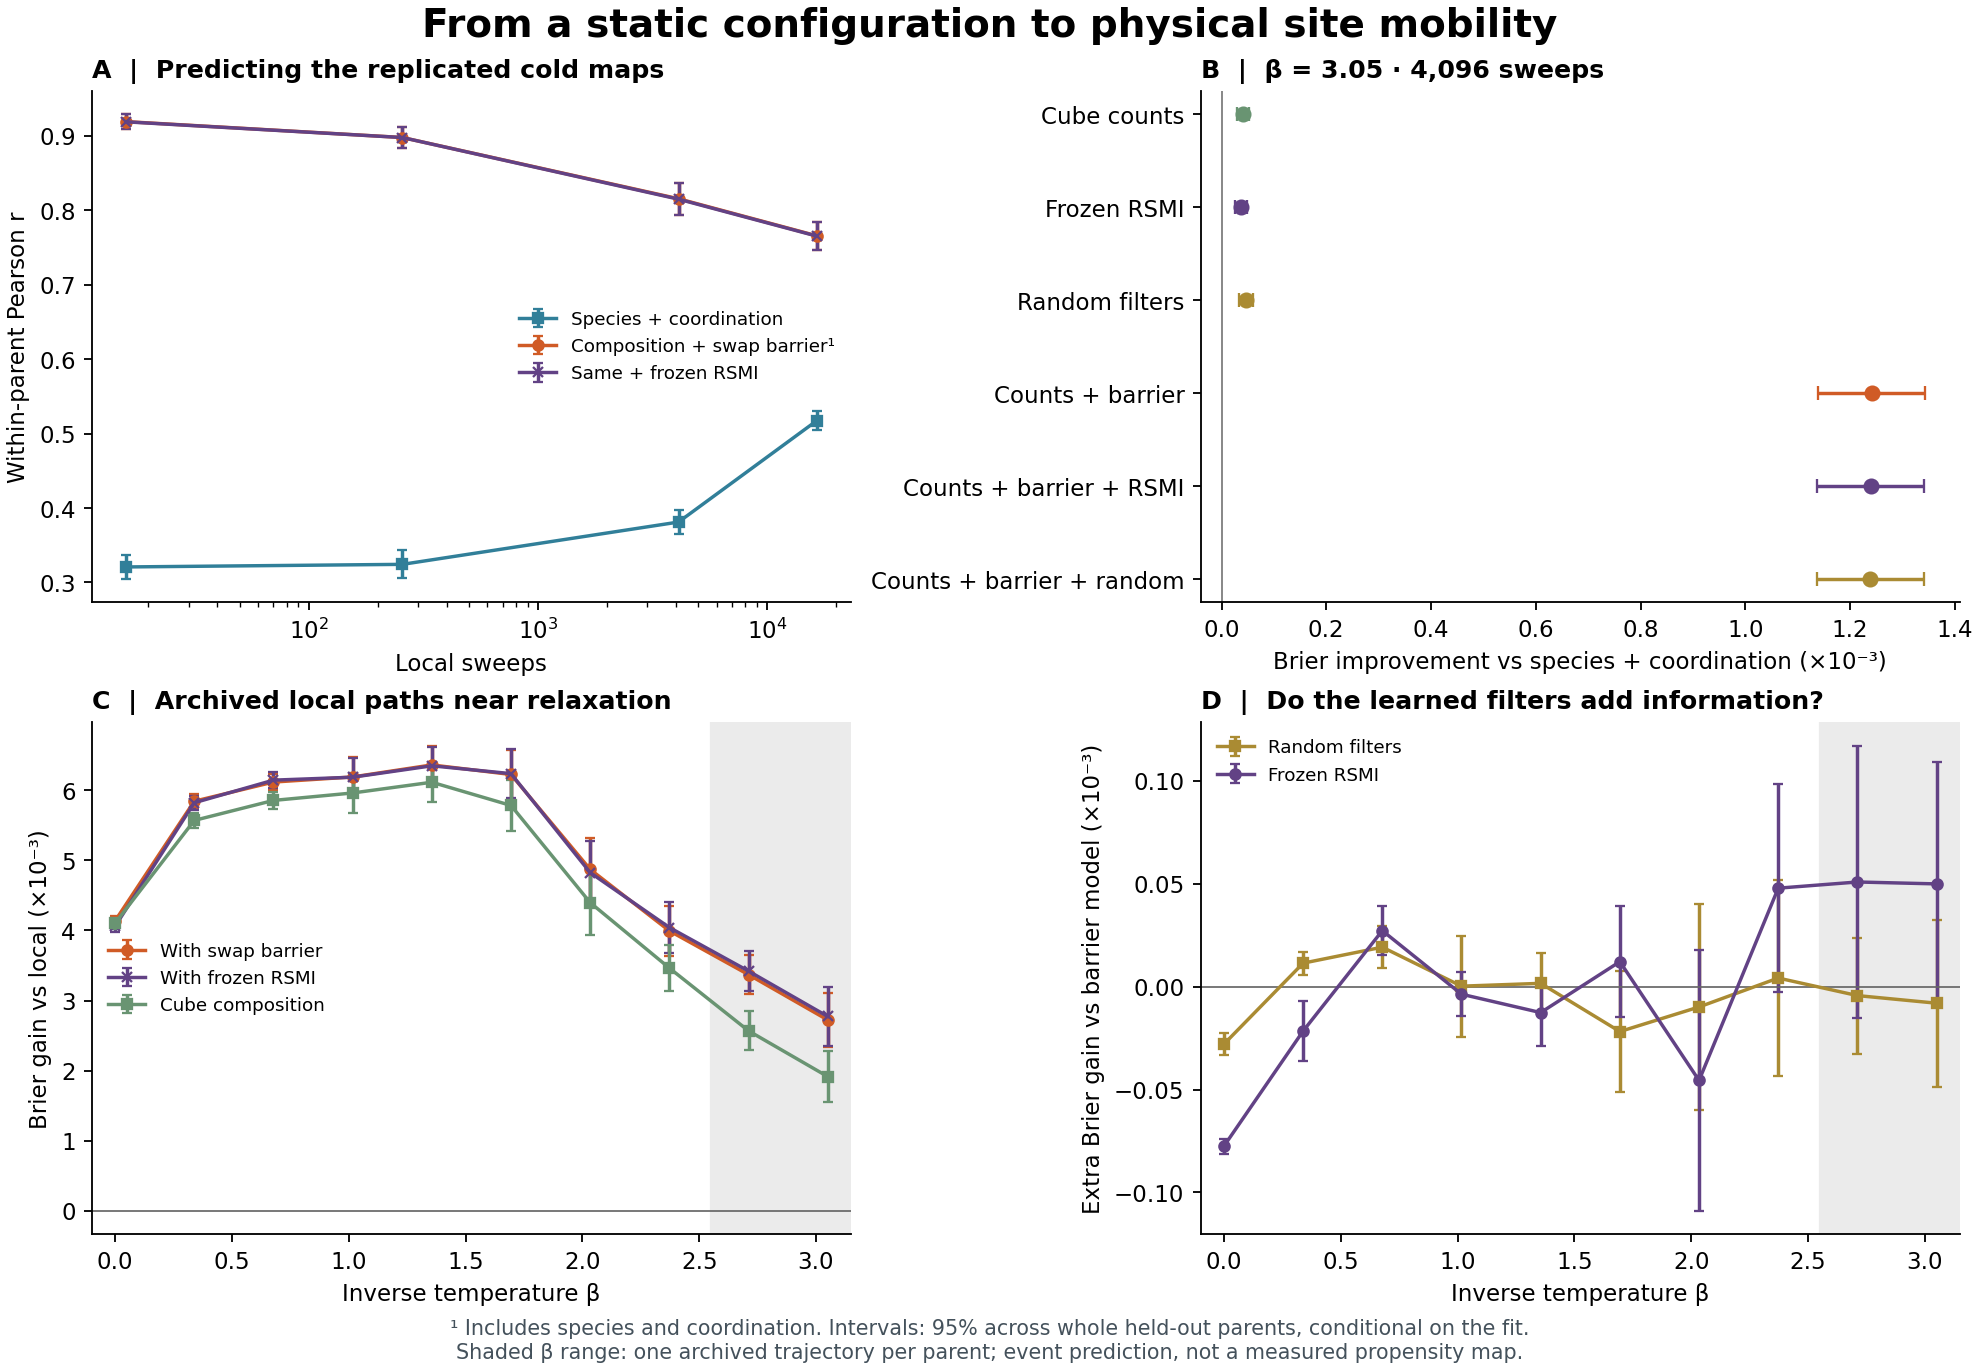 From a static configuration to physical site mobility
A | Predicting the replicated cold maps
Within-parent Pearson r
0.9
0.8
0.7
0.6
0.5
0.4
0.3
Species + coordination
Composition + swap barrier¹
Same + frozen RSMI
10²
10³
10⁴
Local sweeps
B | β = 3.05 · 4,096 sweeps
Cube counts
Frozen RSMI
Random filters
Counts + barrier
Counts + barrier + RSMI
Counts + barrier + random
0.0
0.2
0.4
0.6
0.8
1.0
1.2
1.4
Brier improvement vs species + coordination (×10⁻³)
C | Archived local paths near relaxation
Brier gain vs local (×10⁻³)
6
5
4
3
2
1
0
With swap barrier
With frozen RSMI
Cube composition
0.0
0.5
1.0
1.5
2.0
2.5
3.0
Inverse temperature β
D | Do the learned filters add information?
Extra Brier gain vs barrier model (×10⁻³)
Random filters
Frozen RSMI
0.10
0.05
0.00
−0.05
−0.10
0.0
0.5
1.0
1.5
2.0
2.5
3.0
Inverse temperature β
¹ Includes species and coordination. Intervals: 95% across whole held-out parents, conditional on the fit.
Shaded β range: one archived trajectory per parent; event prediction, not a measured propensity map.